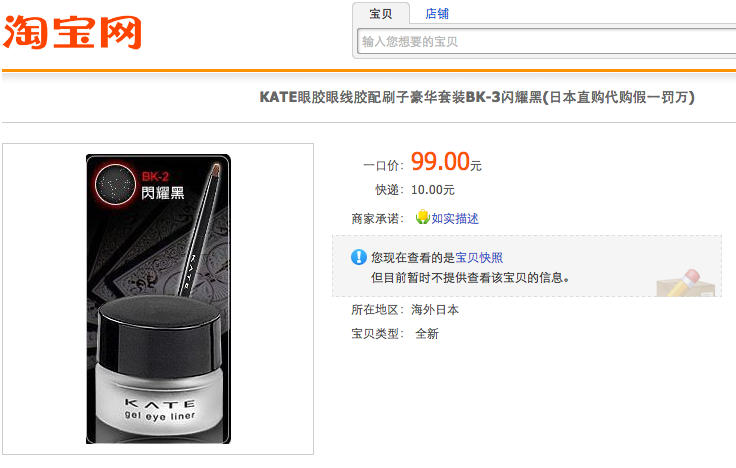 淘宝网
宝贝
店铺
输入您想要的宝贝
KATE眼胶眼线胶配刷子豪华套装BK-3闪耀黑(日本直购代购假一罚万)
BK-2
閃耀黑
KATE
KATE
gel eye liner
一口价: 99.00元
快递: 10.00元
商家承诺: 如实描述
您现在查看的是宝贝快照
但目前暂时不提供查看该宝贝的信息。
所在地区: 海外日本
宝贝类型: 全新